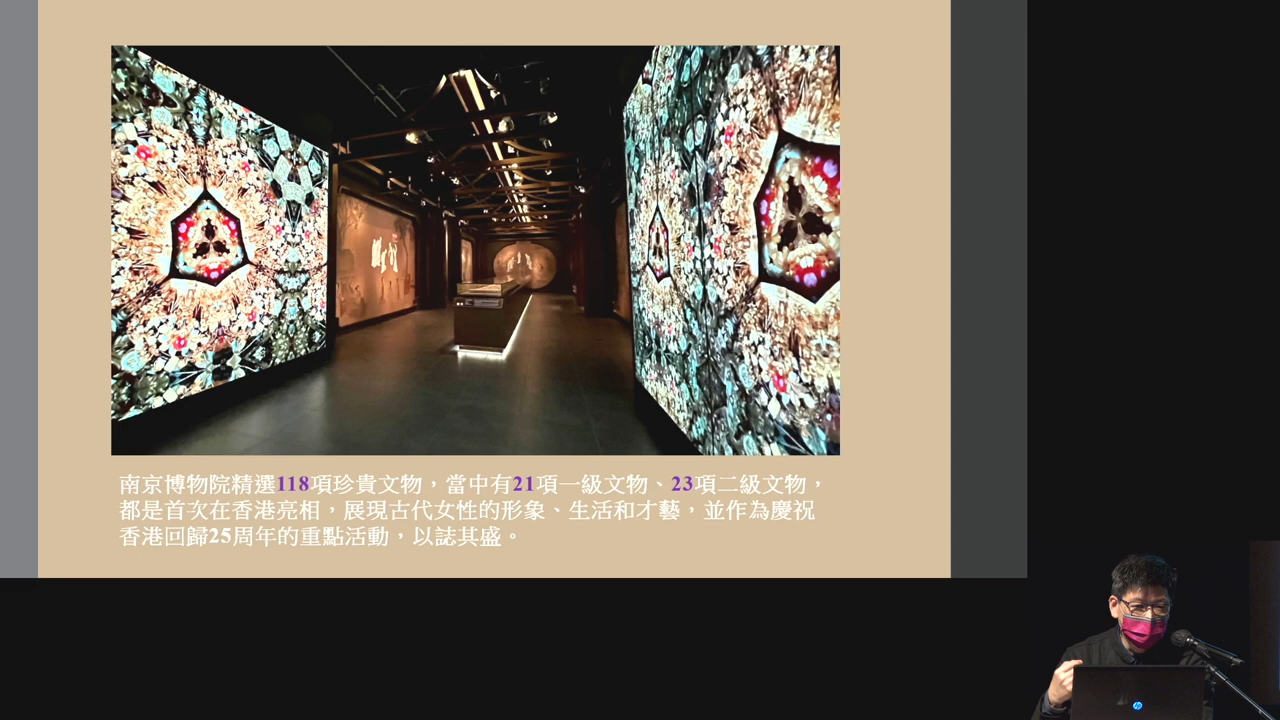 南京博物院精選118項珍貴文物，當中有21項一級文物、23項二級文物，
都是首次在香港亮相，展現古代女性的形象、生活和才藝，並作為慶祝
香港回歸25周年的重點活動，以誌其盛。
hp